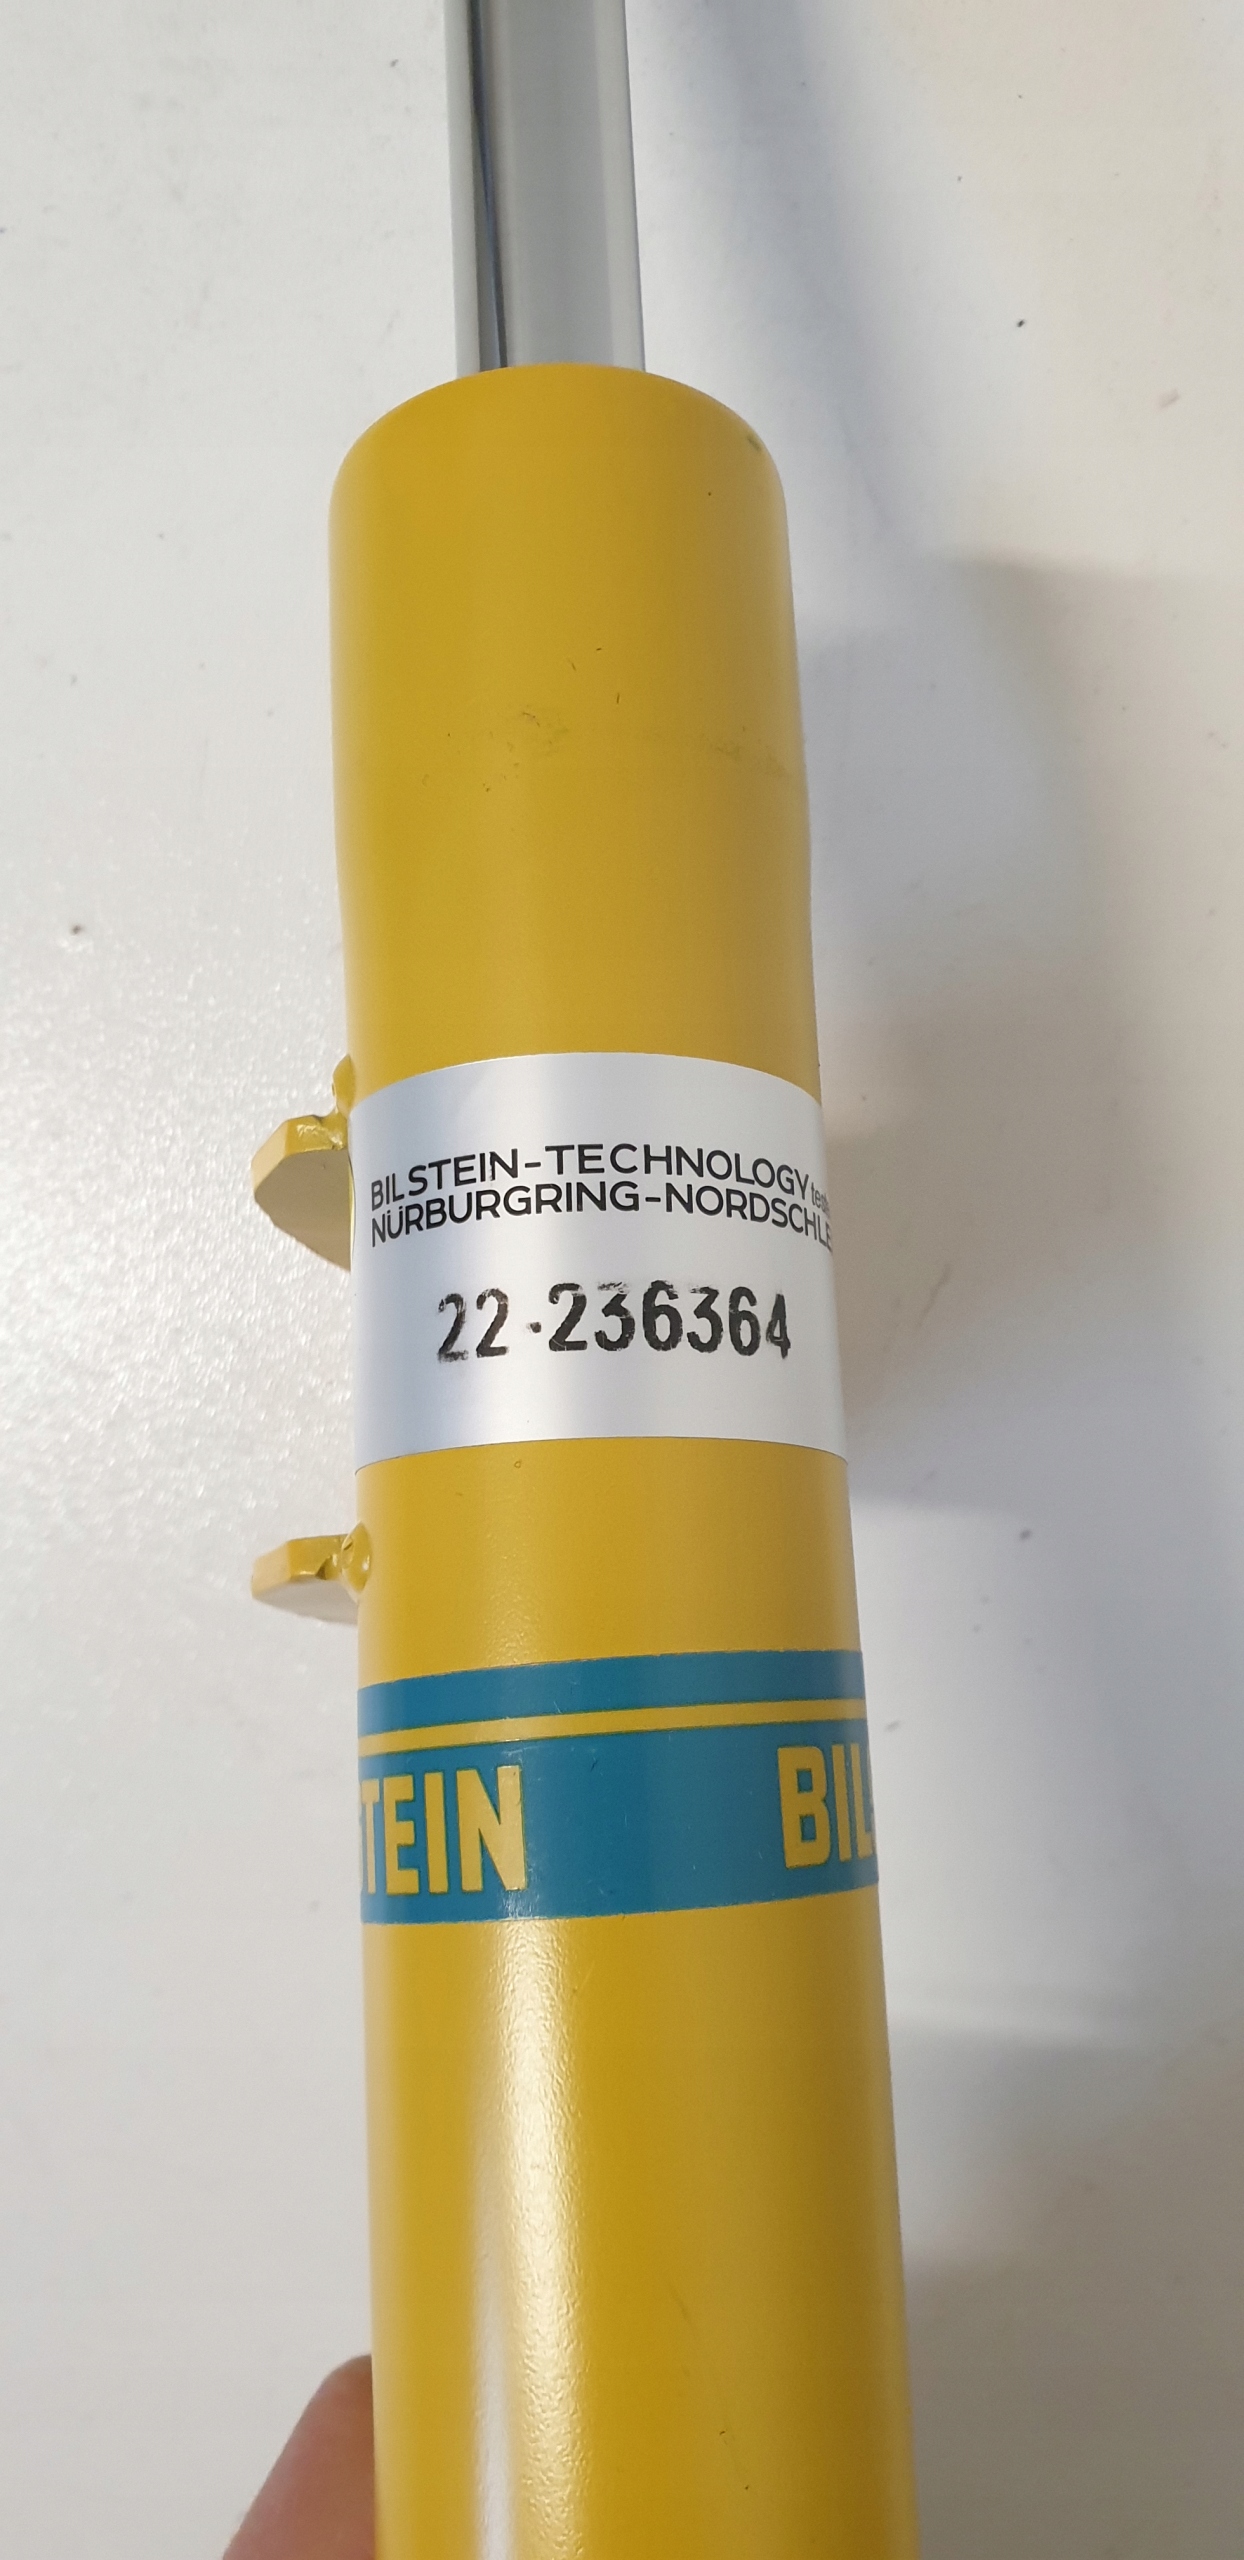 BILSTEIN-TECHNOLOGY
NÜRBURGRING-NORDSCHLE
22·236364
STEIN BIL